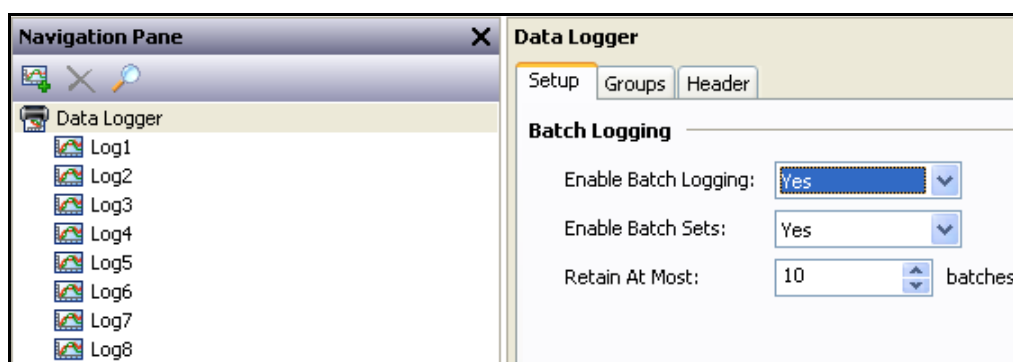 Navigation Pane
Data Logger
Log1
Log2
Log3
Log4
Log5
Log6
Log7
Log8
Data Logger
Setup
Groups
Header
Batch Logging
Enable Batch Logging: Yes
Enable Batch Sets: Yes
Retain At Most: 10 batches